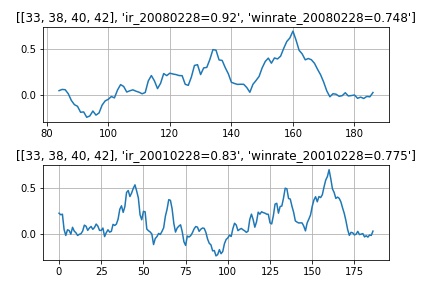 [[33, 38, 40, 42], 'ir_20080228=0.92', 'winrate_20080228=0.748']
0.5
0.0
80 100 120 140 160 180
[[33, 38, 40, 42], 'ir_20010228=0.83', 'winrate_20010228=0.775']
0.5
0.0
0 25 50 75 100 125 150 175